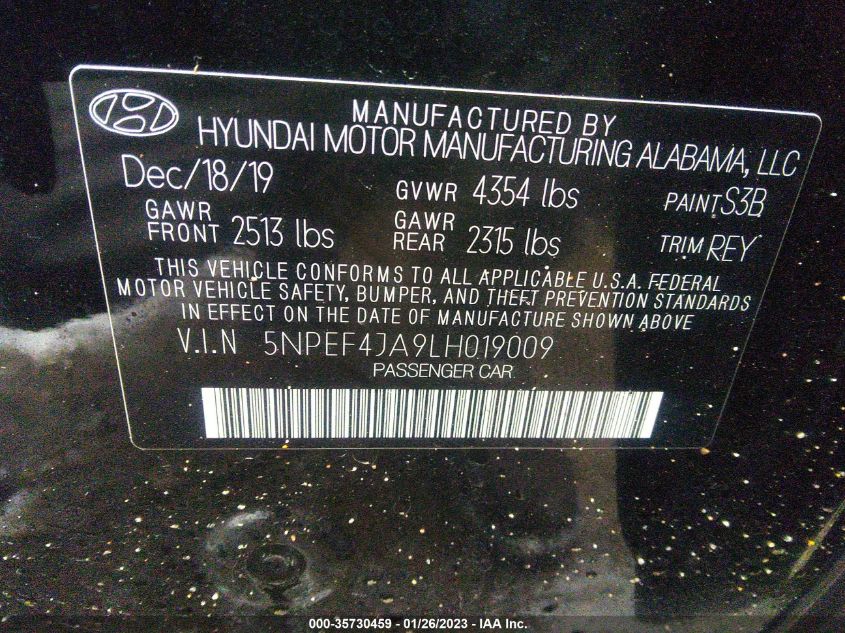 MANUFACTURED BY
HYUNDAI MOTOR MANUFACTURING ALABAMA, LLC
Dec/18/19 GVWR 4354 lbs PAINT S3B
GAWR FRONT 2513 lbs GAWR REAR 2315 lbs TRIM REY
THIS VEHICLE CONFORMS TO ALL APPLICABLE U.S.A. FEDERAL
MOTOR VEHICLE SAFETY, BUMPER, AND THEFT PREVENTION STANDARDS
IN EFFECT ON THE DATE OF MANUFACTURE SHOWN ABOVE
V.I.N 5NPEF4JA9LH019009
PASSENGER CAR
000-35730459 - 01/26/2023 - IAA Inc.